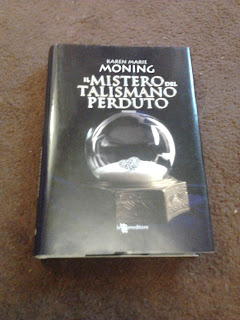 KAREN MARIE
MONING
IL MISTERO DEL
TALISMANO
PERDUTO